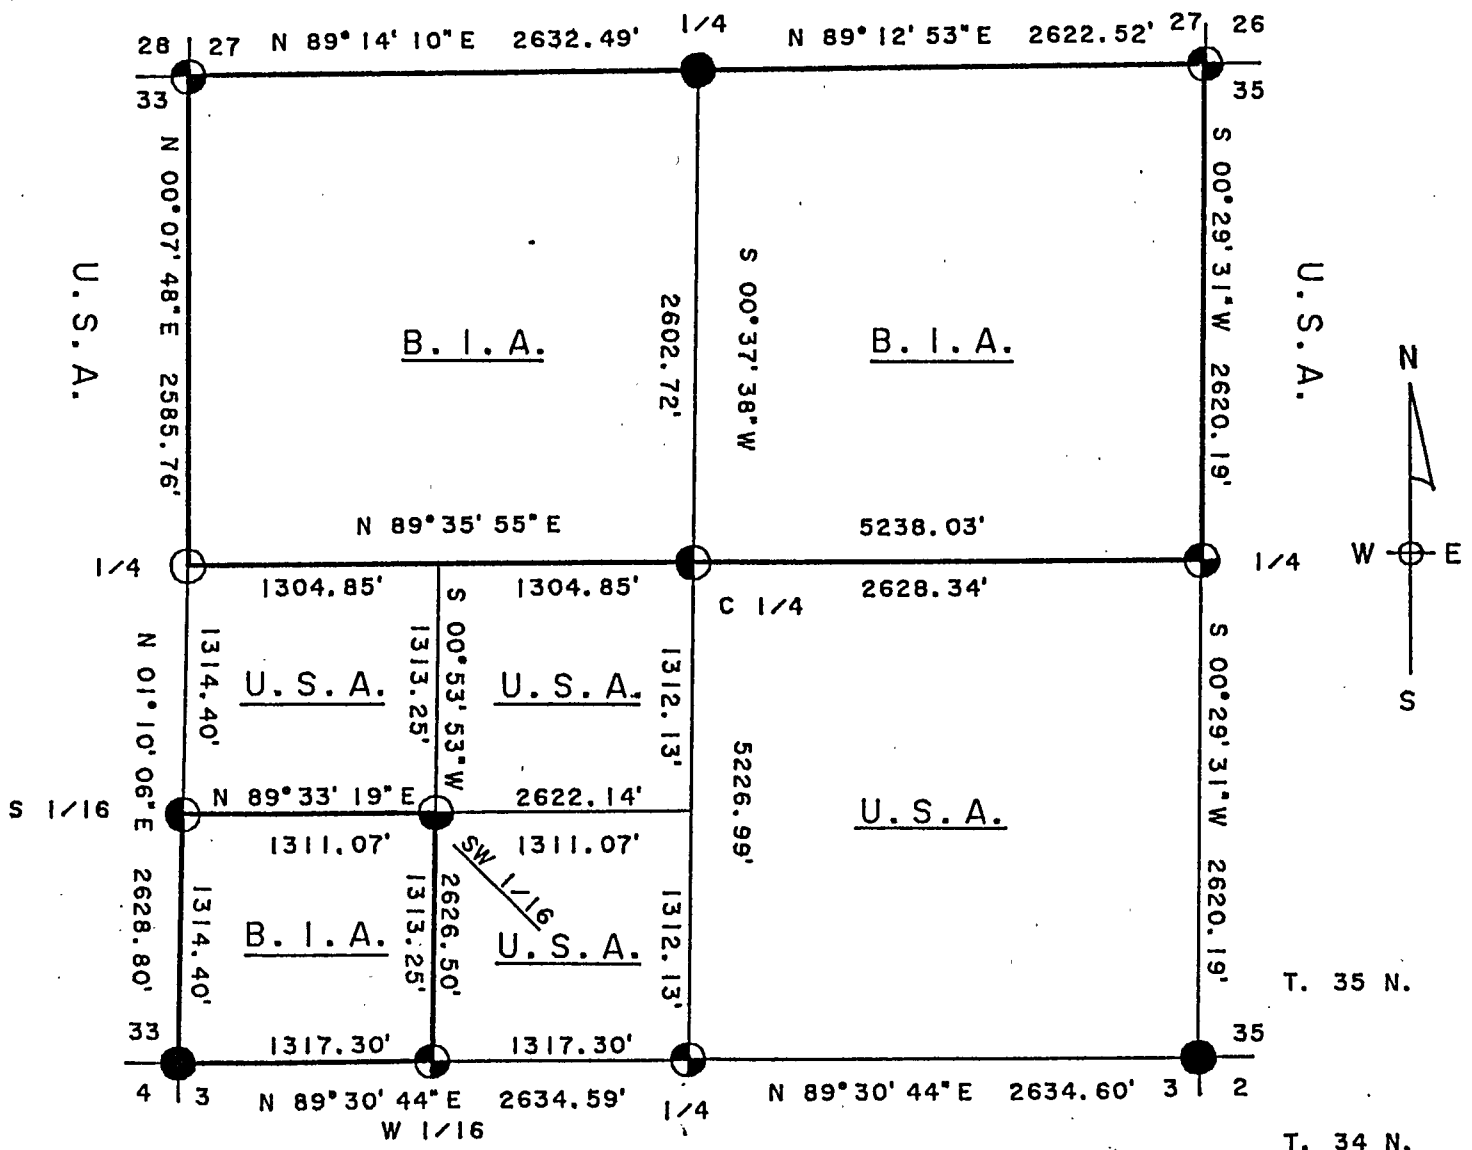 28 27 N 89° 14' 10" E 2632.49' 1/4 N 89° 12' 53" E 2622.52' 27 26
33 35
N 00° 07' 48" E 2585.76'
S 00° 29' 31" W 2620.19'
U. S. A.
U. S. A.
2602.72'
S 00° 37' 38" W
B. I. A.
B. I. A.
N
W E
S
N 89° 35' 55" E 5238.03'
1/4 1/4
1304.85' 1304.85' 2628.34'
C 1/4
N 01° 10' 06" E 2628.80'
1314.40'
1313.25'
S 00° 53' 53" W
1312.13'
S 00° 29' 31" W 2620.19'
U. S. A.
U. S. A.
5226.99'
S 1/16
N 89° 33' 19" E 2622.14'
U. S. A.
1311.07' 1311.07'
SW 1/16
1314.40'
1313.25'
2626.50'
1312.13'
B. I. A.
U. S. A.
T. 35 N.
33 35
1317.30' 1317.30'
4 3 N 89° 30' 44" E 2634.59' 1/4 N 89° 30' 44" E 2634.60' 3 2
W 1/16
T. 34 N.